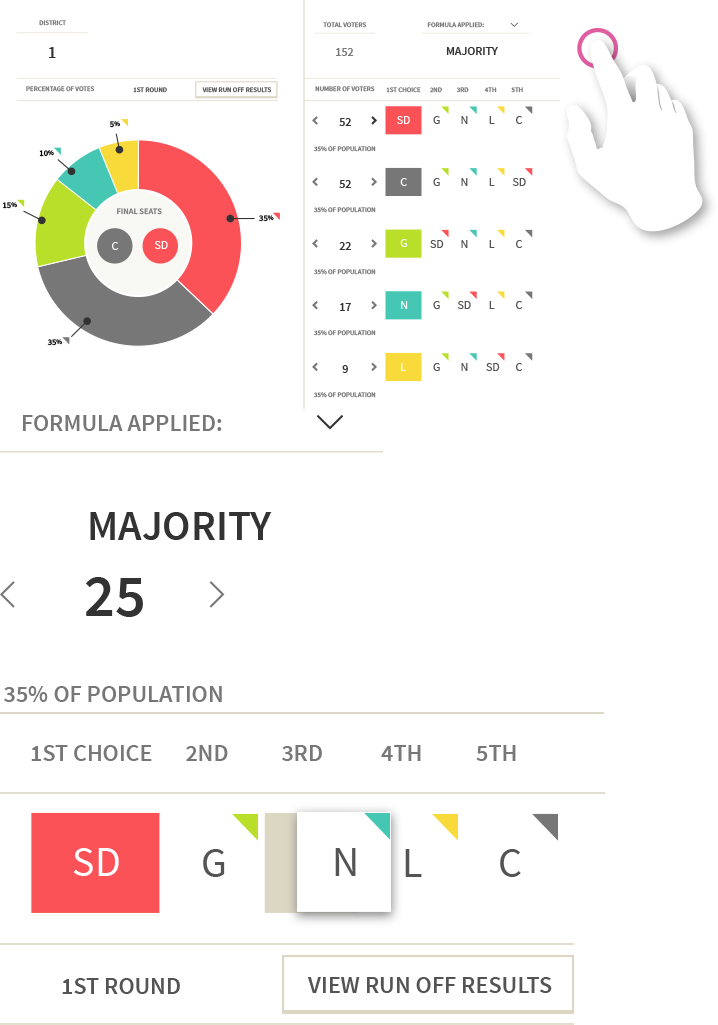 DISTRICT
1
PERCENTAGE OF VOTES 1ST ROUND VIEW RUN OFF RESULTS
5%
10%
15%
35%
35%
FINAL SEATS
C SD
TOTAL VOTERS FORMULA APPLIED:
152 MAJORITY
NUMBER OF VOTERS 1ST CHOICE 2ND 3RD 4TH 5TH
52 SD G N L C
35% OF POPULATION
52 C G N L SD
35% OF POPULATION
22 G SD N L C
35% OF POPULATION
17 N G SD L C
35% OF POPULATION
9 L G N SD C
35% OF POPULATION
FORMULA APPLIED:
MAJORITY
25
35% OF POPULATION
1ST CHOICE 2ND 3RD 4TH 5TH
SD G N L C
1ST ROUND VIEW RUN OFF RESULTS